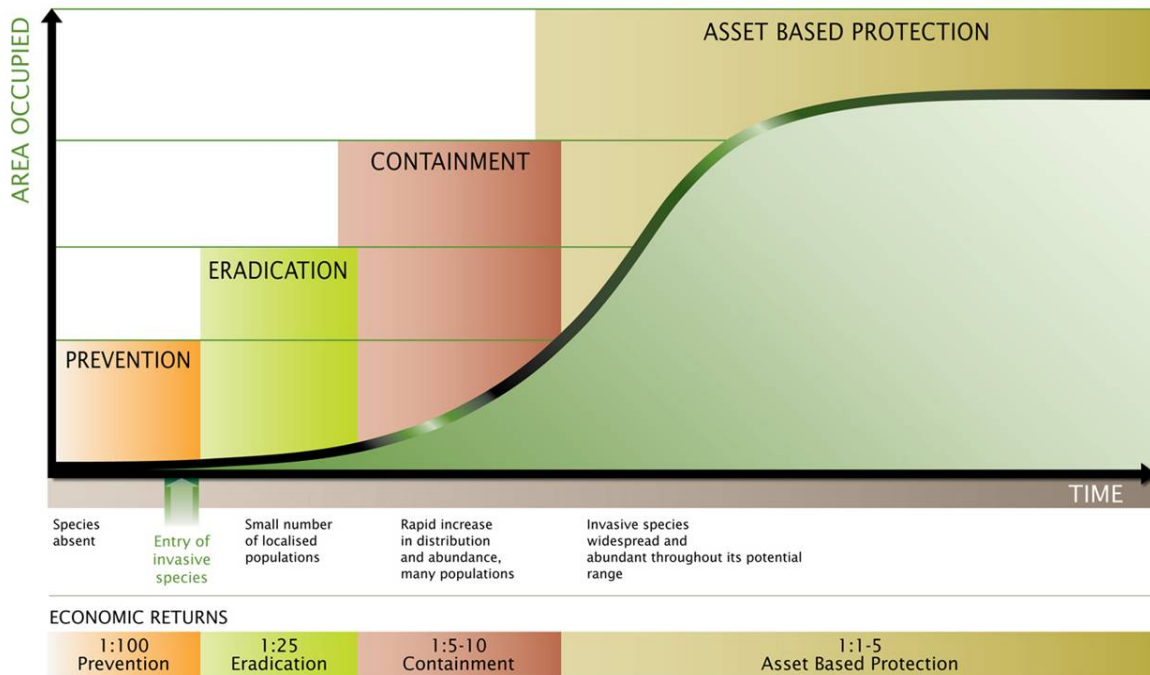 AREA OCCUPIED
ASSET BASED PROTECTION
CONTAINMENT
ERADICATION
PREVENTION
TIME
Species
absent
Entry of
invasive
species
Small number
of localised
populations
Rapid increase
in distribution
and abundance,
many populations
Invasive species
widespread and
abundant throughout its potential
range
ECONOMIC RETURNS
1:100
Prevention
1:25
Eradication
1:5-10
Containment
1:1-5
Asset Based Protection